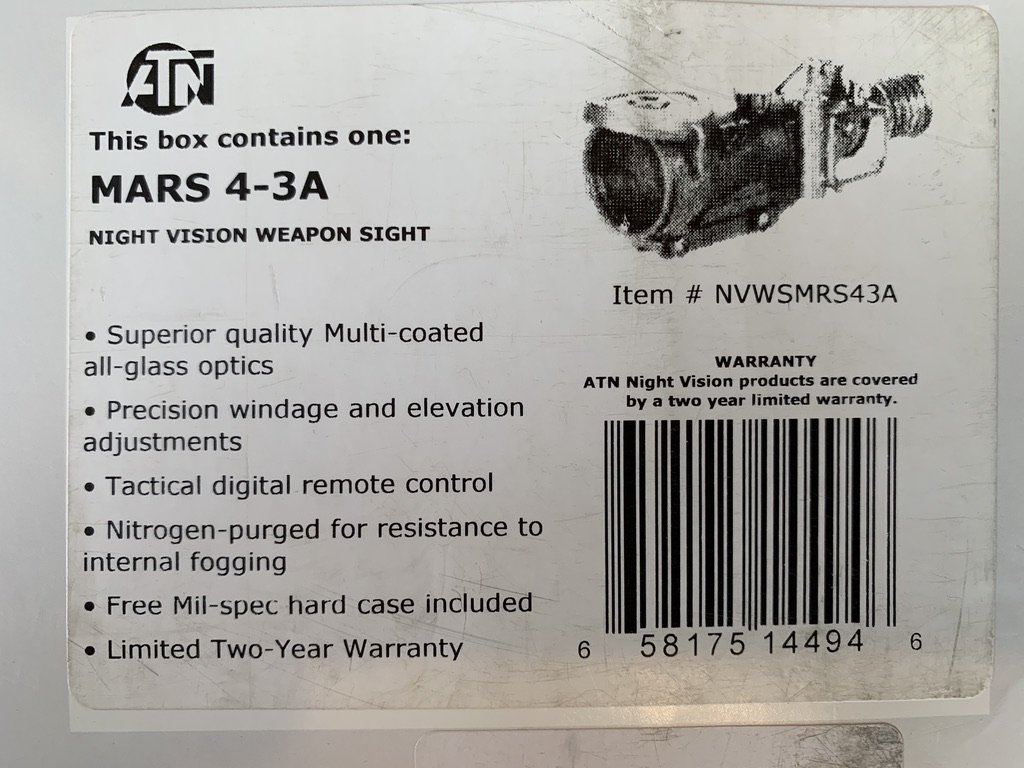 ATN
This box contains one:
MARS 4-3A
NIGHT VISION WEAPON SIGHT
• Superior quality Multi-coated
all-glass optics
• Precision windage and elevation
adjustments
• Tactical digital remote control
• Nitrogen-purged for resistance to
internal fogging
• Free Mil-spec hard case included
• Limited Two-Year Warranty
Item # NVWSMRS43A
WARRANTY
ATN Night Vision products are covered
by a two year limited warranty.
6 58175 14494 6